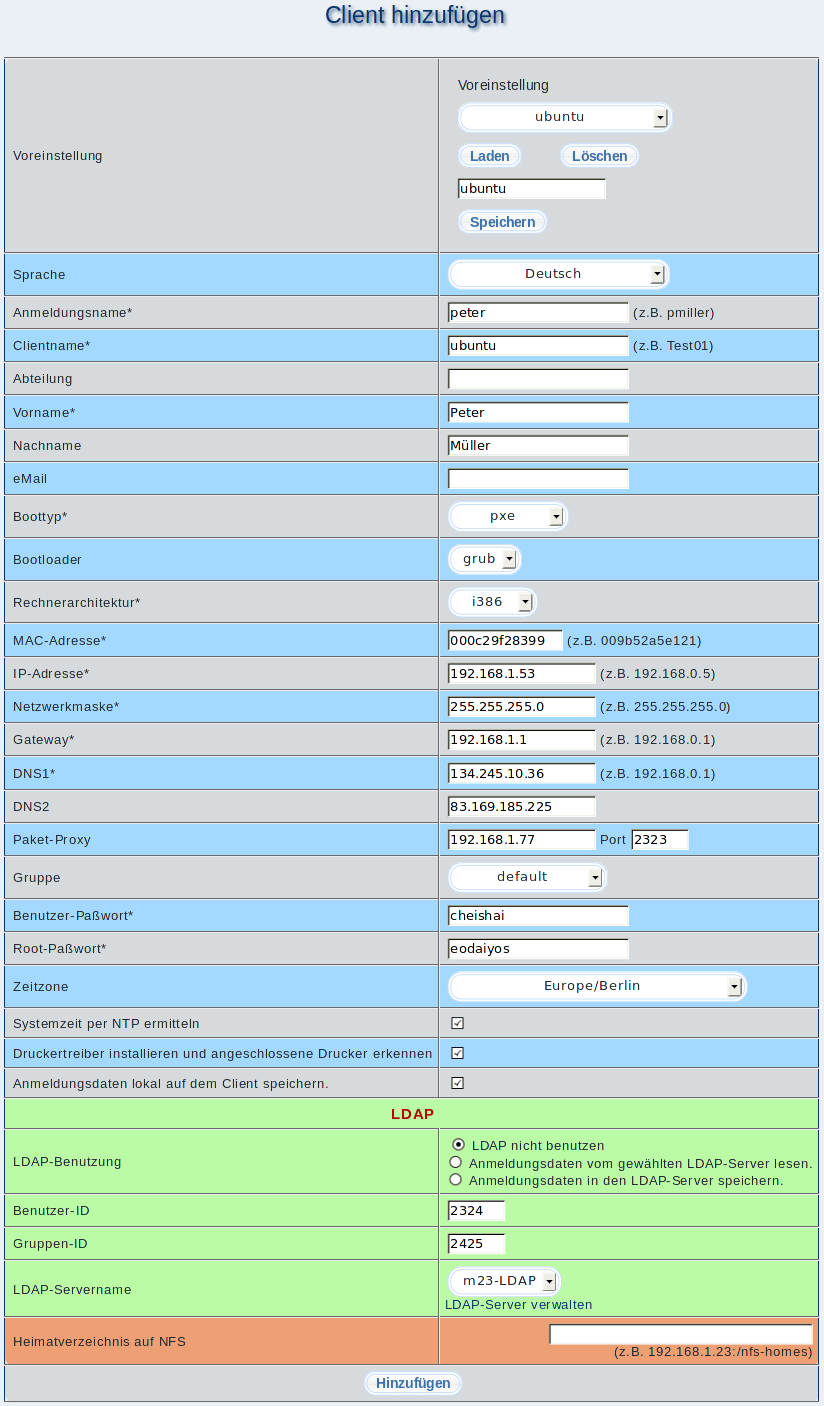 Client hinzufügen
Voreinstellung
Voreinstellung
ubuntu
Laden Löschen
ubuntu
Speichern
Sprache Deutsch
Anmeldungsname* peter (z.B. pmiller)
Clientname* ubuntu (z.B. Test01)
Abteilung
Vorname* Peter
Nachname Müller
eMail
Boottyp* pxe
Bootloader grub
Rechnerarchitektur* i386
MAC-Adresse* 000c29f28399 (z.B. 009b52a5e121)
IP-Adresse* 192.168.1.53 (z.B. 192.168.0.5)
Netzwerkmaske* 255.255.255.0 (z.B. 255.255.255.0)
Gateway* 192.168.1.1 (z.B. 192.168.0.1)
DNS1* 134.245.10.36 (z.B. 192.168.0.1)
DNS2 83.169.185.225
Paket-Proxy 192.168.1.77 Port 2323
Gruppe default
Benutzer-Paßwort* cheishai
Root-Paßwort* eodaiyos
Zeitzone Europe/Berlin
Systemzeit per NTP ermitteln
Druckertreiber installieren und angeschlossene Drucker erkennen
Anmeldungsdaten lokal auf dem Client speichern.
LDAP
LDAP-Benutzung
LDAP nicht benutzen
Anmeldungsdaten vom gewählten LDAP-Server lesen.
Anmeldungsdaten in den LDAP-Server speichern.
Benutzer-ID 2324
Gruppen-ID 2425
LDAP-Servername m23-LDAP
LDAP-Server verwalten
Heimatverzeichnis auf NFS
(z.B. 192.168.1.23:/nfs-homes)
Hinzufügen